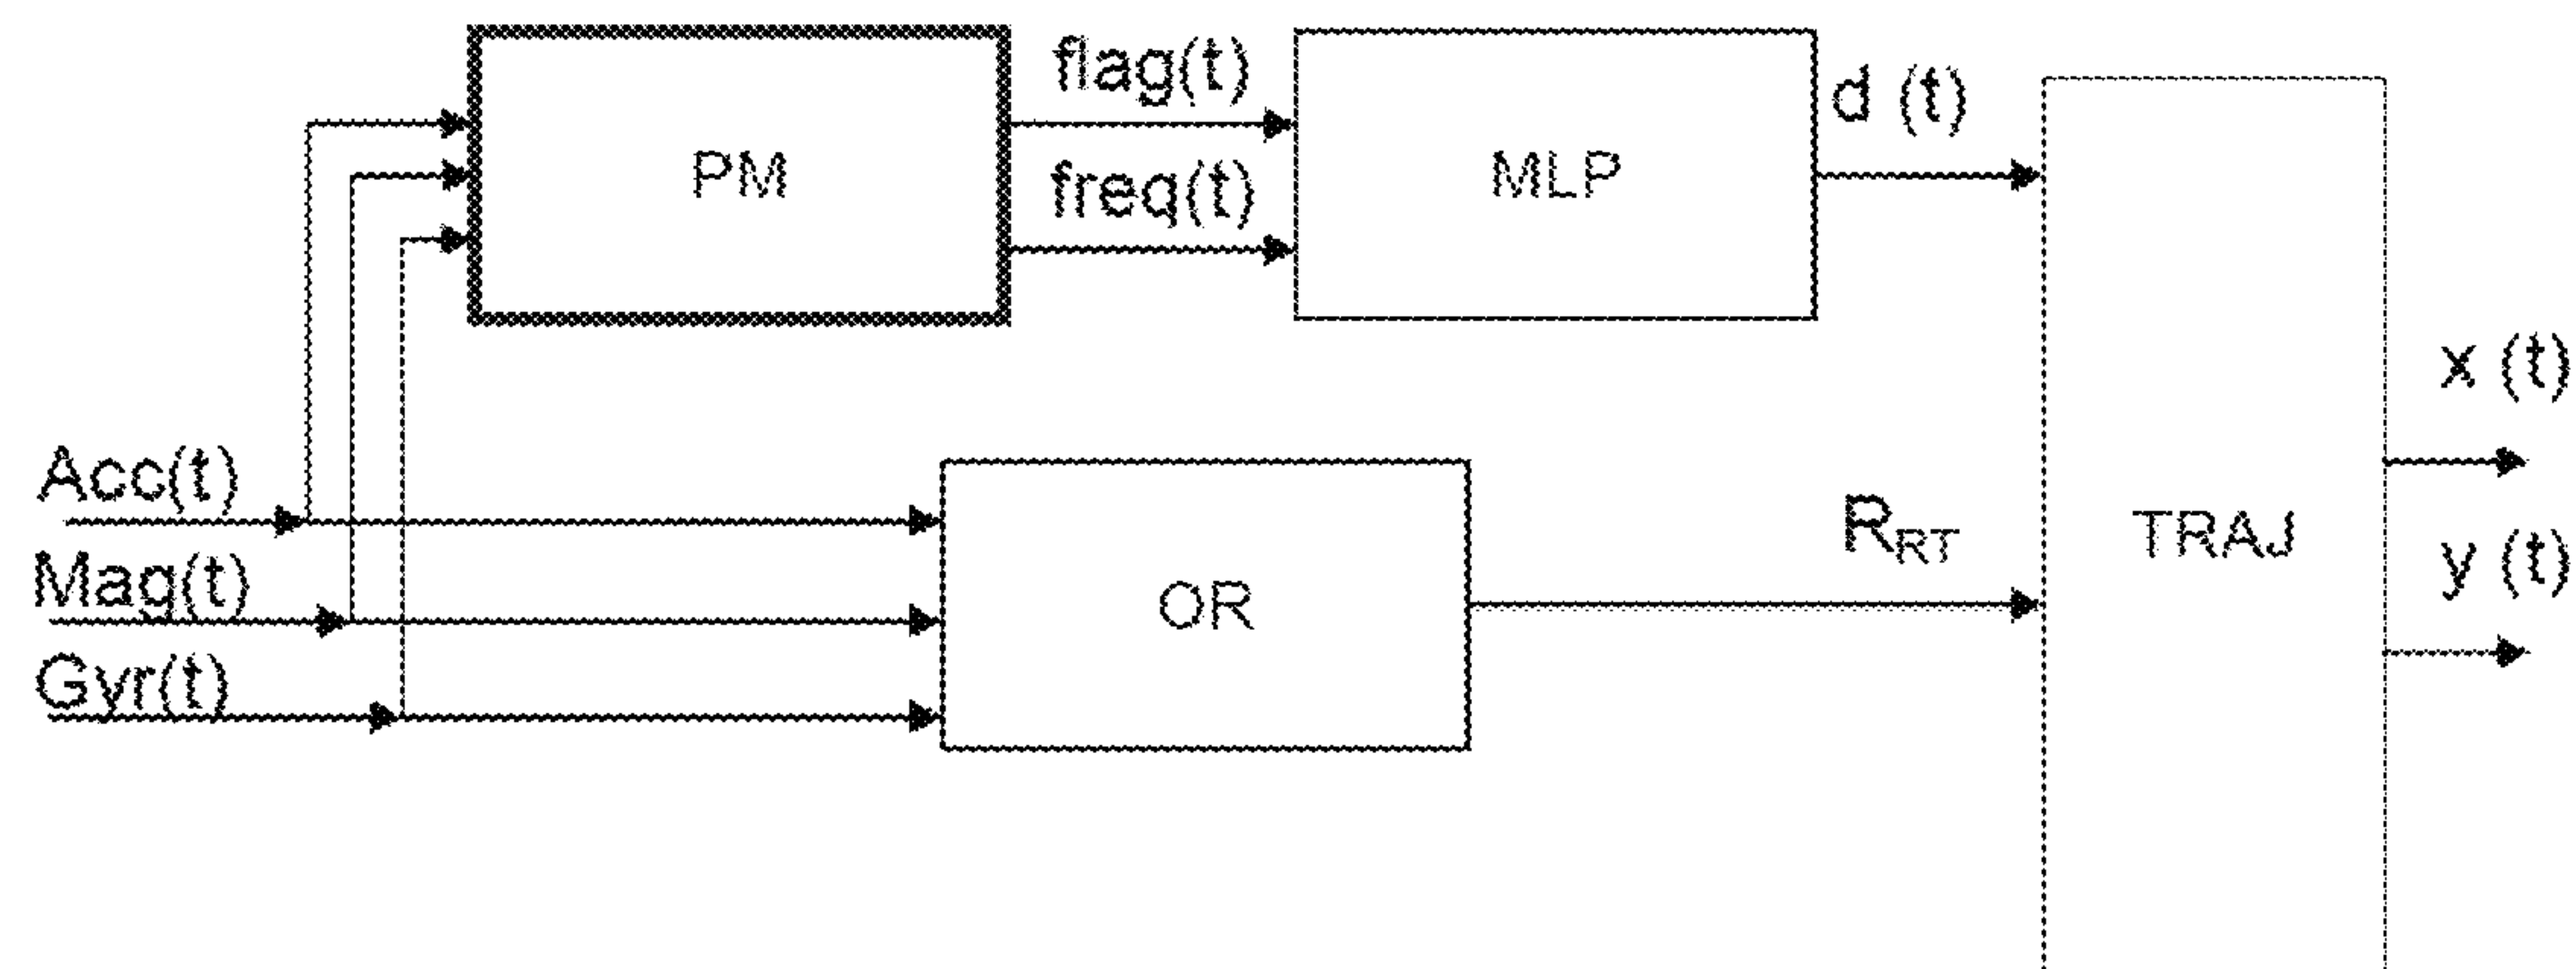 flag(t)
d (t)
PM
MLP
freq(t)
x (t)
Acc(t)
R_RT
TRAJ
y (t)
Mag(t)
OR
Gyr(t)